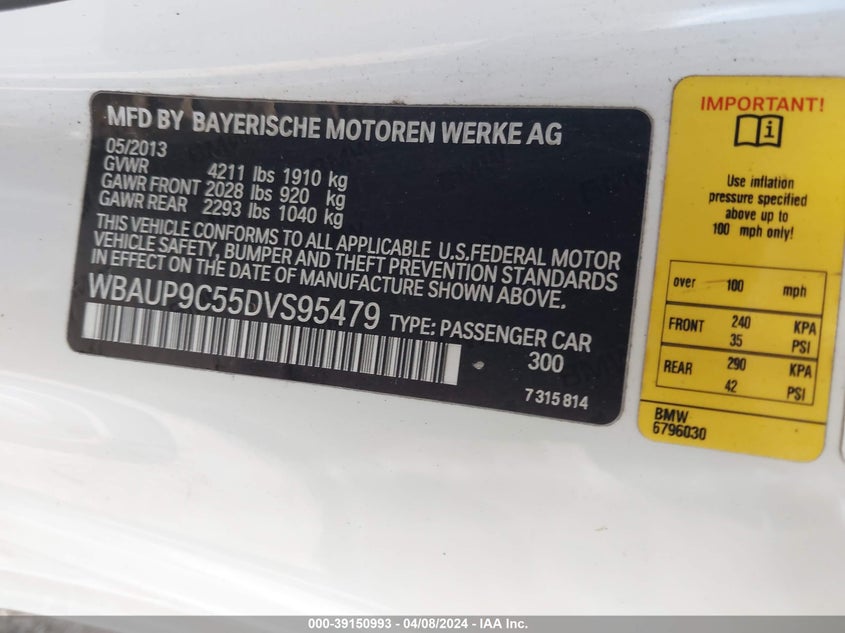 MFD BY BAYERISCHE MOTOREN WERKE AG
05/2013
GVWR 4211 lbs 1910 kg
GAWR FRONT 2028 lbs 920 kg
GAWR REAR 2293 lbs 1040 kg
THIS VEHICLE CONFORMS TO ALL APPLICABLE U.S.FEDERAL MOTOR
VEHICLE SAFETY, BUMPER AND THEFT PREVENTION STANDARDS
IN EFFECT ON THE DATE OF MANUFACTURE SHOWN ABOVE.
WBAUP9C55DVS95479 TYPE: PASSENGER CAR
300
7 315 814
IMPORTANT!
i
Use inflation
pressure specified
above up to
100 mph only!
over 100 mph
FRONT 240 KPA
35 PSI
REAR 290 KPA
42 PSI
BMW
6796030
000-39150993 | 04/08/2024 - IAA Inc.